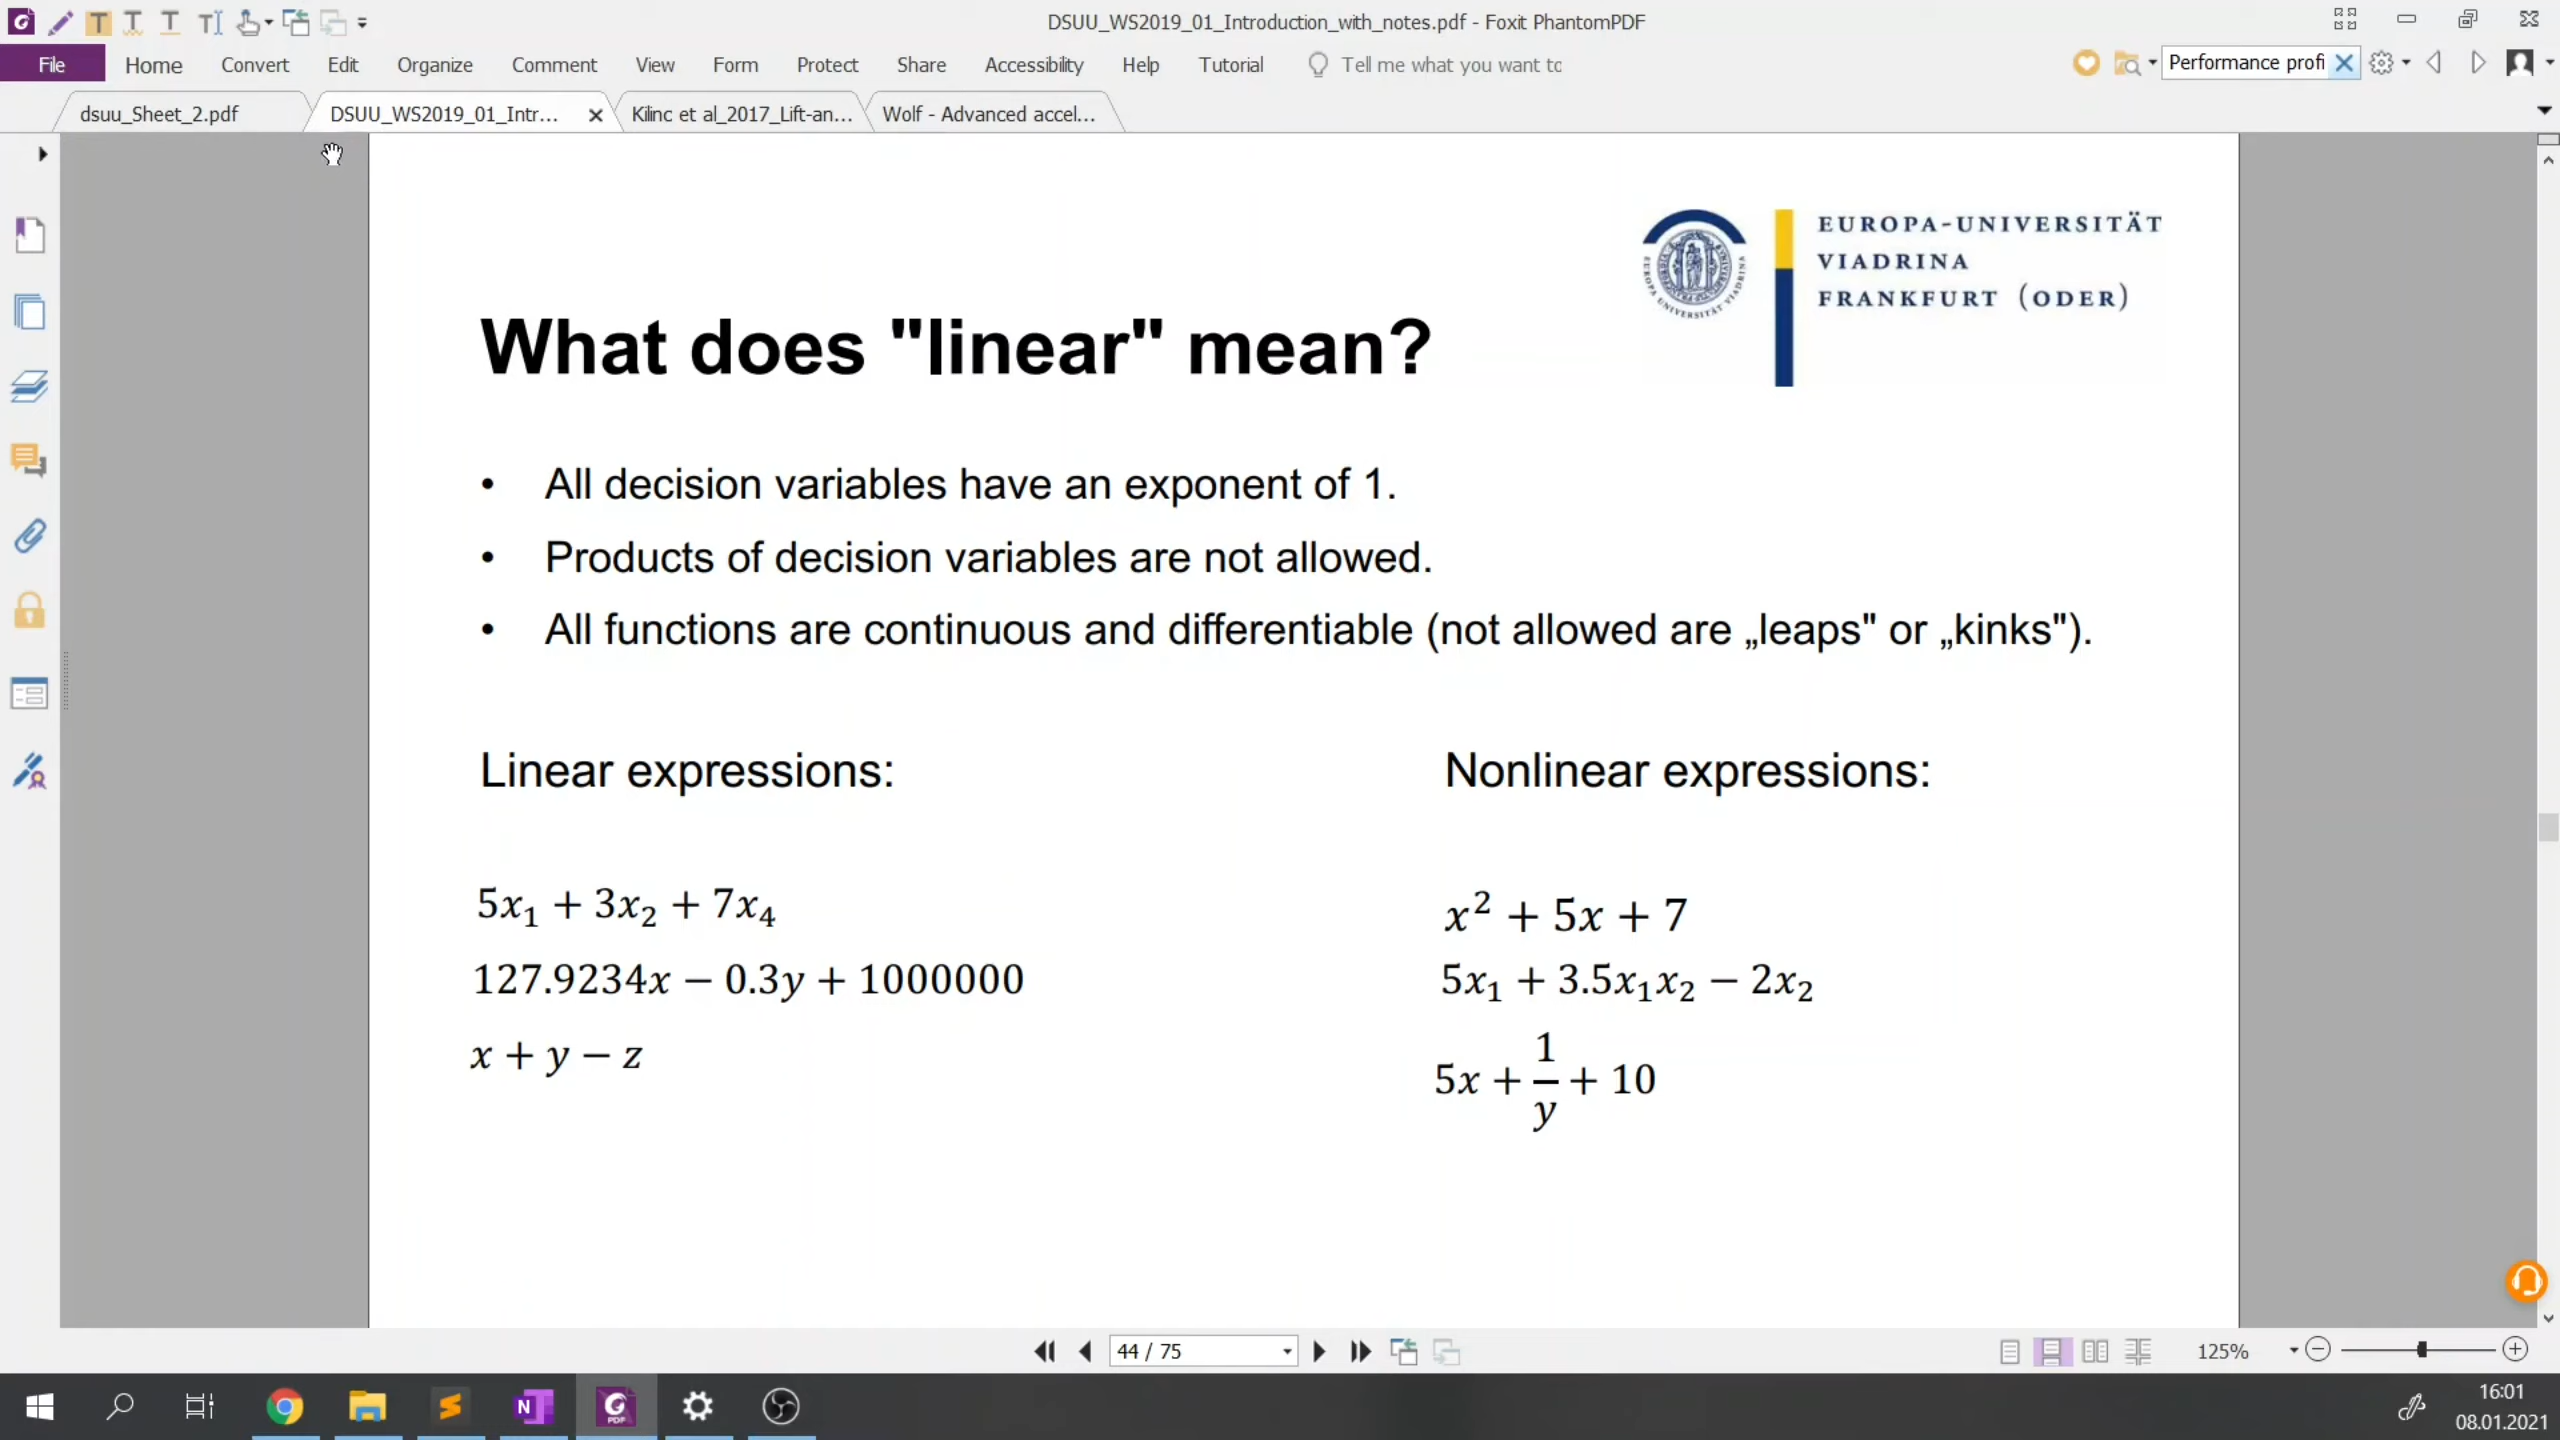 DSUU_WS2019_01_Introduction_with_notes.pdf - Foxit PhantomPDF
File Home Convert Edit Organize Comment View Form Protect Share Accessibility Help Tutorial Tell me what you want to Performance profi
dsuu_Sheet_2.pdf DSUU_WS2019_01_Intr... Kilinc et al_2017_Lift-an... Wolf - Advanced accel...
EUROPA-UNIVERSITÄT
VIADRINA
FRANKFURT (ODER)
EUROPA UNIVERSITÄT VIADRINA
What does "linear" mean?
• All decision variables have an exponent of 1.
• Products of decision variables are not allowed.
• All functions are continuous and differentiable (not allowed are „leaps" or „kinks").
Linear expressions:
5x₁ + 3x₂ + 7x₄
127.9234x − 0.3y + 1000000
x + y − z
Nonlinear expressions:
x² + 5x + 7
5x₁ + 3.5x₁x₂ − 2x₂
5x + 1/y + 10
44 / 75
125%
16:01
08.01.2021